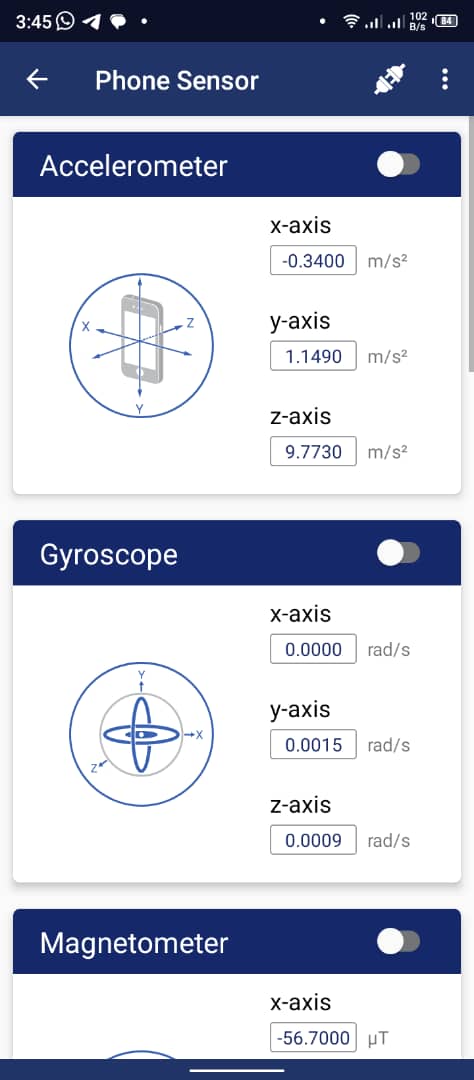 3:45
102
B/s
84
Phone Sensor
Accelerometer
x-axis
-0.3400 m/s²
X
Z
Y
y-axis
1.1490 m/s²
z-axis
9.7730 m/s²
Gyroscope
x-axis
0.0000 rad/s
Y
X
Z
y-axis
0.0015 rad/s
z-axis
0.0009 rad/s
Magnetometer
x-axis
-56.7000 µT